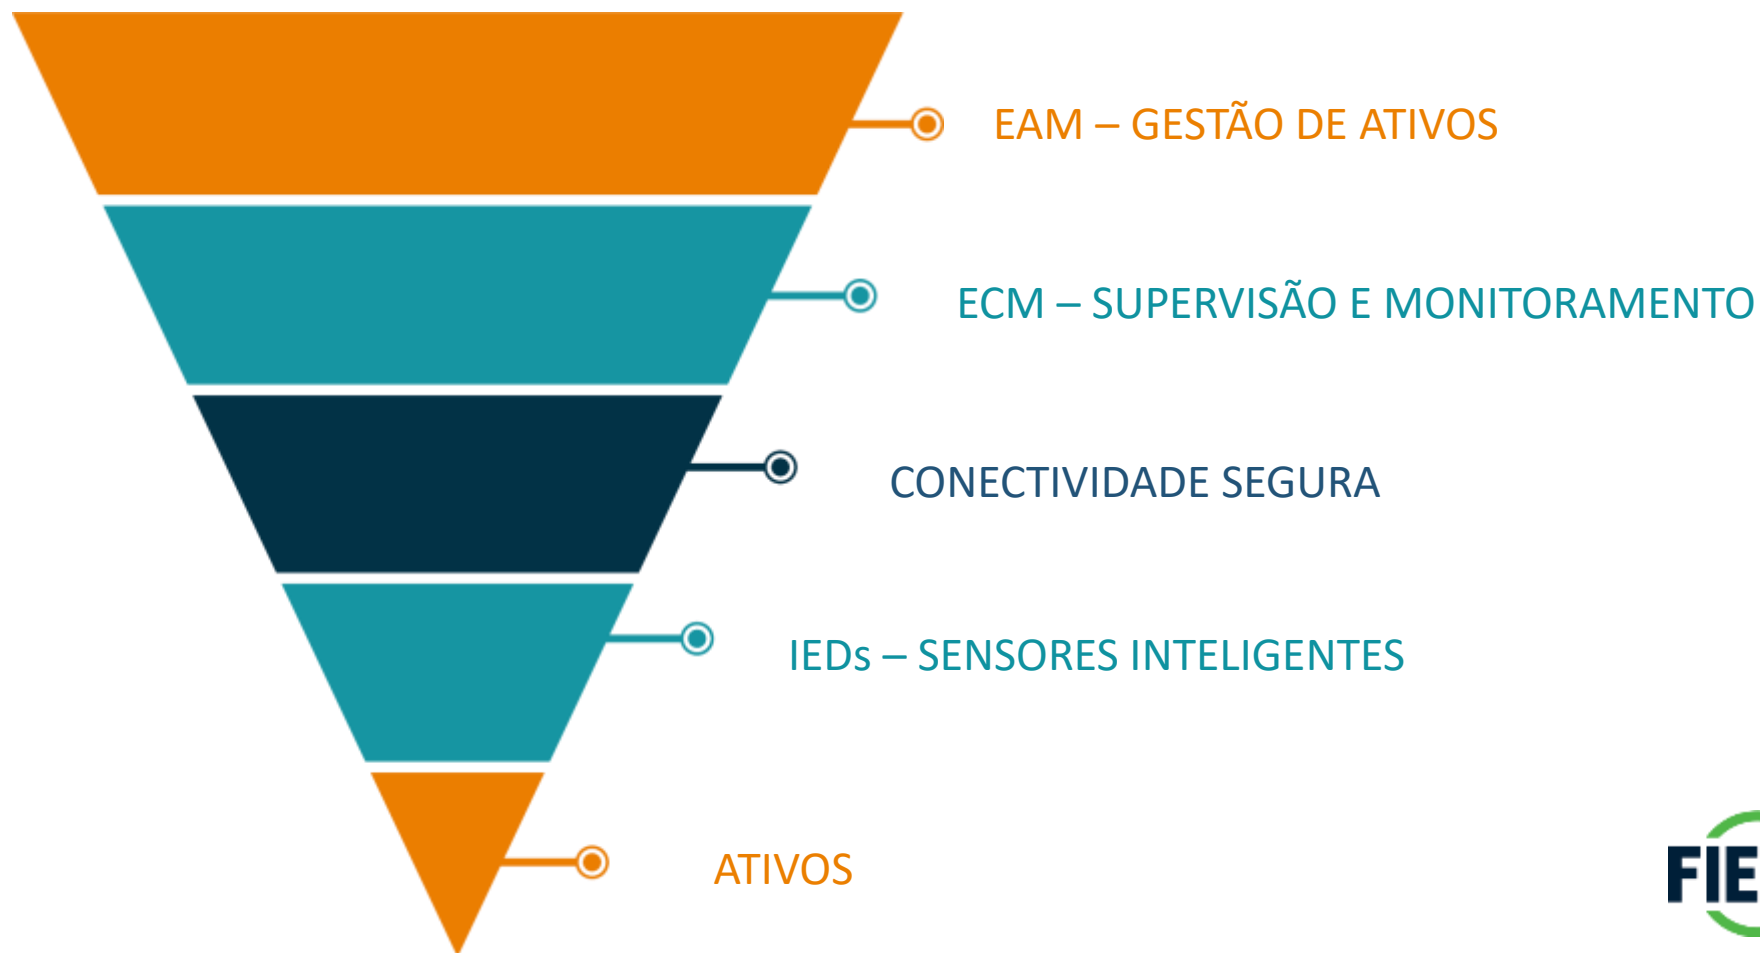 EAM – GESTÃO DE ATIVOS
ECM – SUPERVISÃO E MONITORAMENTO
CONECTIVIDADE SEGURA
IEDs – SENSORES INTELIGENTES
ATIVOS
FIE